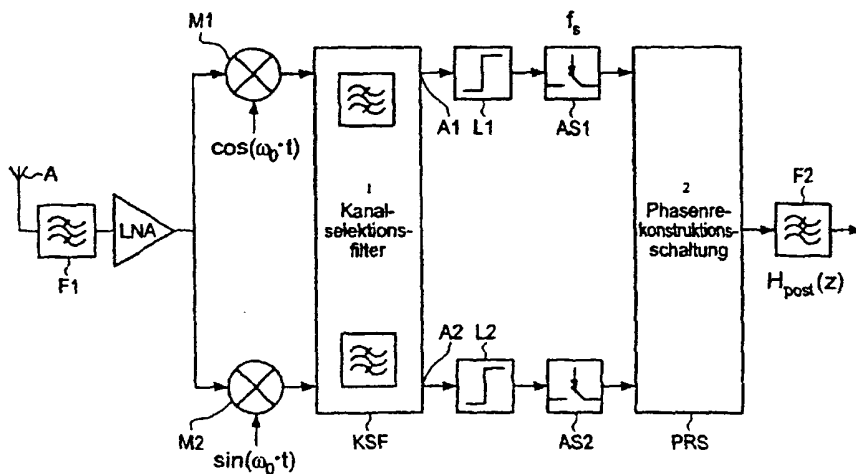 M1
f_s
A1
L1
AS1
cos(ω₀·t)
A
LNA
F1
1
Kanal-
selektions-
filter
2
Phasenre-
konstruktions-
schaltung
F2
H_post(z)
A2
L2
M2
sin(ω₀·t)
KSF
AS2
PRS